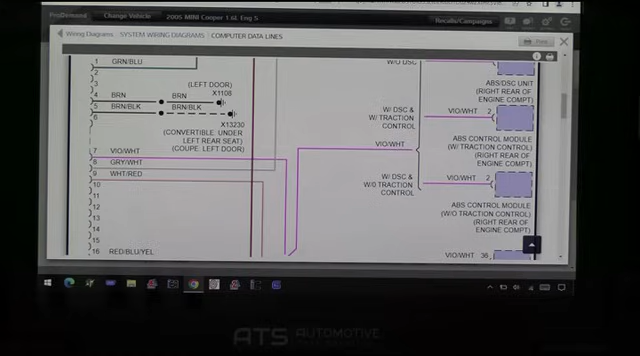 ProDemand Change Vehicle 2005 MINI Cooper 1.6L Eng S
Recalls/Campaigns
Wiring Diagrams SYSTEM WIRING DIAGRAMS COMPUTER DATA LINES
Print
1 GRN/BLU
2
3
4 BRN BRN
5 BRN/BLK BRN/BLK
6
(LEFT DOOR)
X1108
X13230
(CONVERTIBLE: UNDER
LEFT REAR SEAT)
(COUPE: LEFT DOOR)
7 VIO/WHT
8 GRY/WHT
9 WHT/RED
10
11
12
13
14
15
16 RED/BLU/YEL
W/O DSC
ABS/DSC UNIT
(RIGHT REAR OF
ENGINE COMPT)
W/ DSC &
W/ TRACTION
CONTROL
VIO/WHT 2
VIO/WHT
ABS CONTROL MODULE
(W/ TRACTION CONTROL)
(RIGHT REAR OF
ENGINE COMPT)
W/ DSC &
W/O TRACTION
CONTROL
VIO/WHT 2
ABS CONTROL MODULE
(W/O TRACTION CONTROL)
(RIGHT REAR OF
ENGINE COMPT)
VIO/WHT 36
ATS AUTOMOTIVE